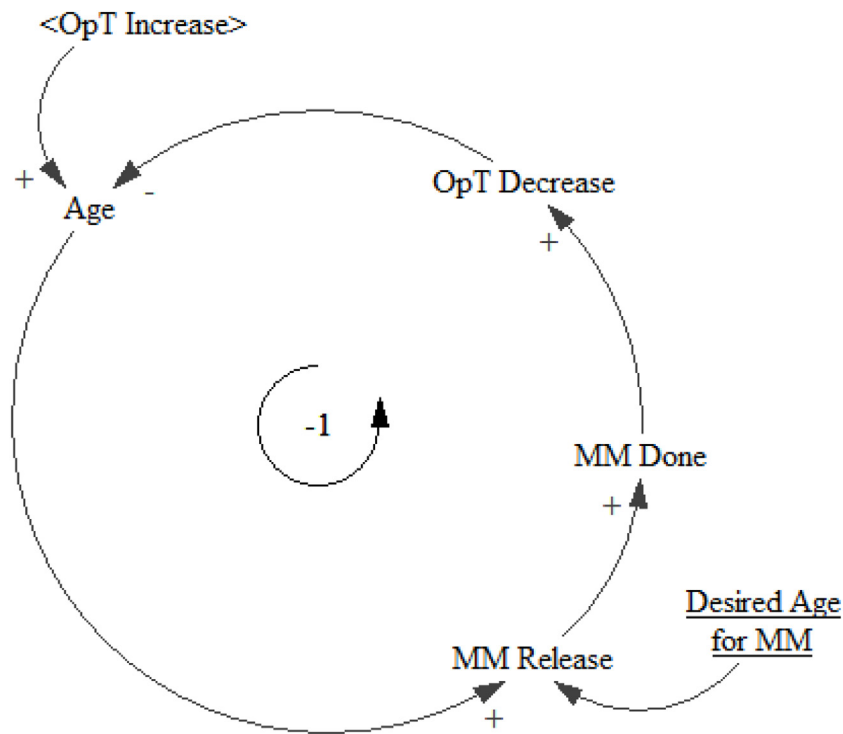 <OpT Increase>
OpT Decrease
+
-
Age
+
-1
MM Done
+
Desired Age
for MM
MM Release
+